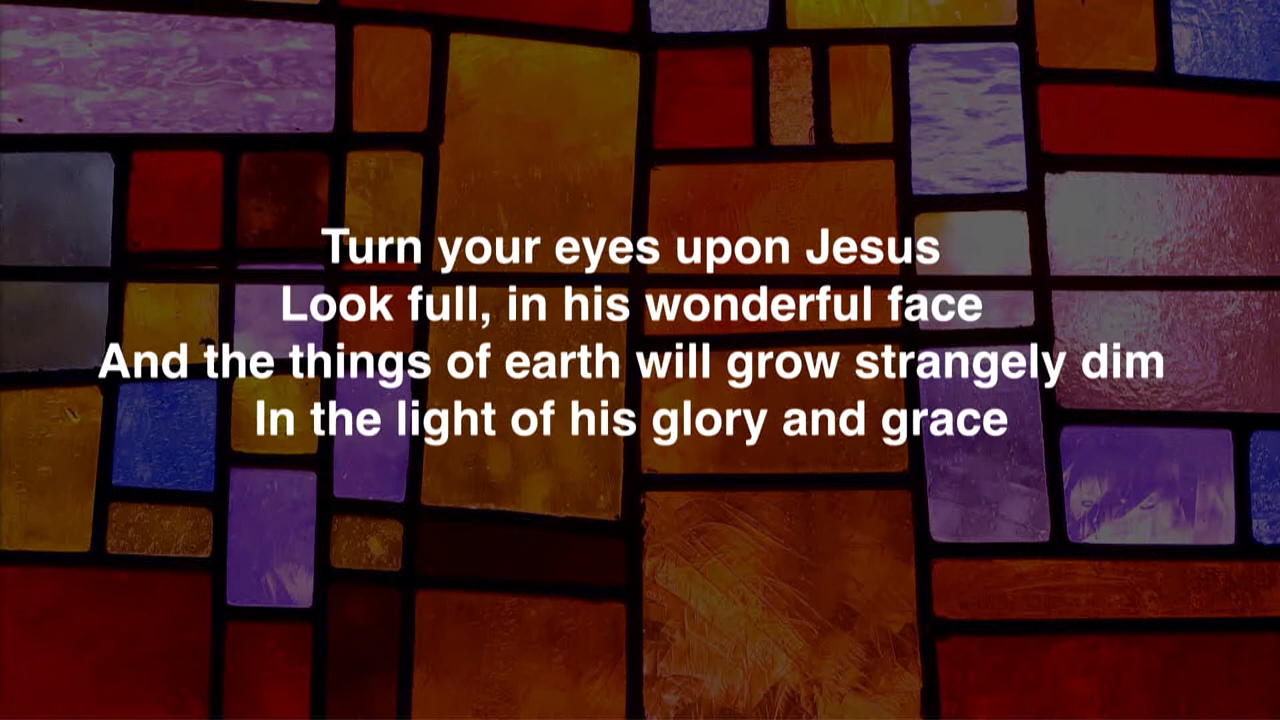 Turn your eyes upon Jesus
Look full, in his wonderful face
And the things of earth will grow strangely dim
In the light of his glory and grace